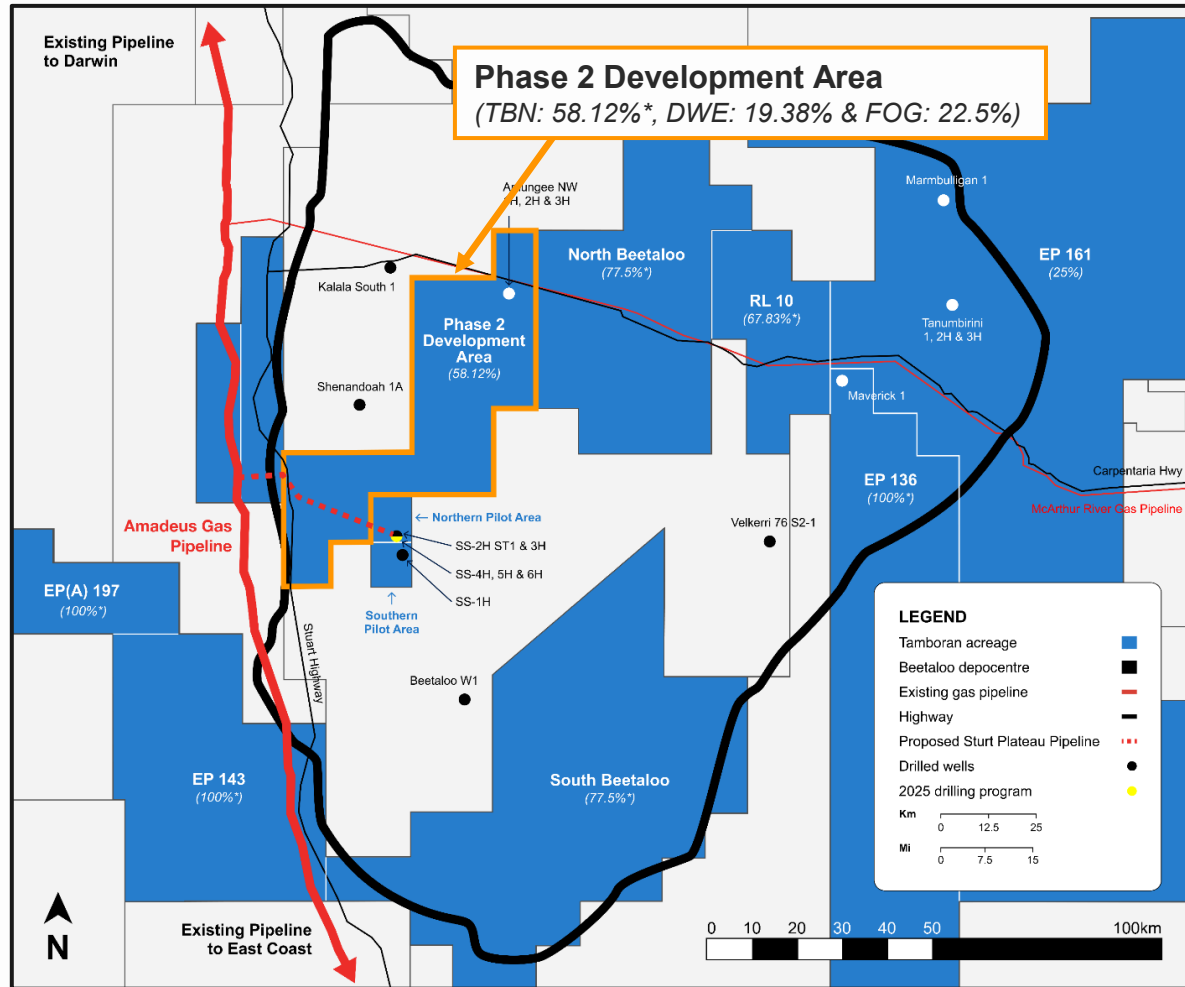 Existing Pipeline
to Darwin
Phase 2 Development Area
(TBN: 58.12%*, DWE: 19.38% & FOG: 22.5%)
Marmbulligan 1
NW
2H & 3H
North Beetaloo
(77.5%*)
EP 161
(25%)
Kalala South 1
RL 10
(67.83%*)
Tanumbirini
1, 2H & 3H
Phase 2
Development
Area
(58.12%)
Shenandoah 1A
Maverick 1
Carpentaria Hwy
McArthur River Gas Pipeline
EP 136
(100%*)
Amadeus Gas
Pipeline
← Northern Pilot Area
SS-2H ST1 & 3H
SS-4H, 5H & 6H
SS-1H
Velkerri 76 S2-1
EP(A) 197
(100%*)
Southern
Pilot Area
Stuart Highway
Beetaloo W1
EP 143
(100%*)
South Beetaloo
(77.5%*)
LEGEND
Tamboran acreage
Beetaloo depocentre
Existing gas pipeline
Highway
Proposed Sturt Plateau Pipeline
Drilled wells
2025 drilling program
Km
0 12.5 25
Mi
0 7.5 15
N
Existing Pipeline
to East Coast
0 10 20 30 40 50 100km